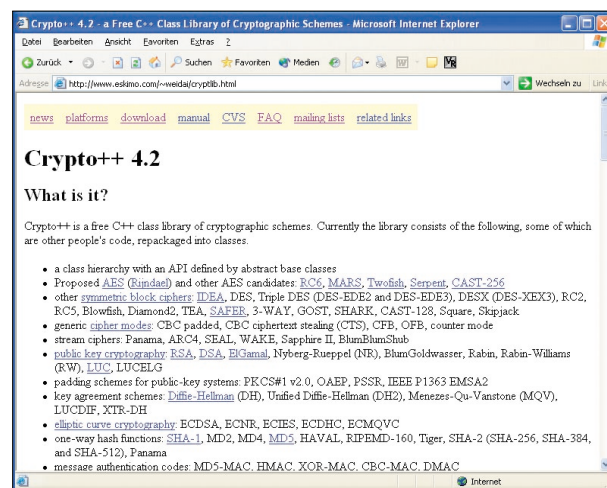 Crypto++ 4.2 - a Free C++ Class Library of Cryptographic Schemes - Microsoft Internet Explorer
Datei Bearbeiten Ansicht Favoriten Extras ?
Zurück Suchen Favoriten Medien
Adresse http://www.eskimo.com/~weidai/cryptlib.html Wechseln zu Link
news platforms download manual CVS FAQ mailing lists related links
Crypto++ 4.2
What is it?
Crypto++ is a free C++ class library of cryptographic schemes. Currently the library consists of the following, some of which
are other people's code, repackaged into classes.
• a class hierarchy with an API defined by abstract base classes
• Proposed AES (Rijndael) and other AES candidates: RC6, MARS, Twofish, Serpent, CAST-256
• other symmetric block ciphers: IDEA, DES, Triple DES (DES-EDE2 and DES-EDE3), DESX (DES-XEX3), RC2,
RC5, Blowfish, Diamond2, TEA, SAFER, 3-WAY, GOST, SHARK, CAST-128, Square, Skipjack
• generic cipher modes: CBC padded, CBC ciphertext stealing (CTS), CFB, OFB, counter mode
• stream ciphers: Panama, ARC4, SEAL, WAKE, Sapphire II, BlumBlumShub
• public key cryptography: RSA, DSA, ElGamal, Nyberg-Rueppel (NR), BlumGoldwasser, Rabin, Rabin-Williams
(RW), LUC, LUCELG
• padding schemes for public-key systems: PKCS#1 v2.0, OAEP, PSSR, IEEE P1363 EMSA2
• key agreement schemes: Diffie-Hellman (DH), Unified Diffie-Hellman (DH2), Menezes-Qu-Vanstone (MQV),
LUCDIF, XTR-DH
• elliptic curve cryptography: ECDSA, ECNR, ECIES, ECDHC, ECMQVC
• one-way hash functions: SHA-1, MD2, MD4, MD5, HAVAL, RIPEMD-160, Tiger, SHA-2 (SHA-256, SHA-384,
and SHA-512), Panama
• message authentication codes: MD5-MAC, HMAC, XOR-MAC, CBC-MAC, DMAC
Internet